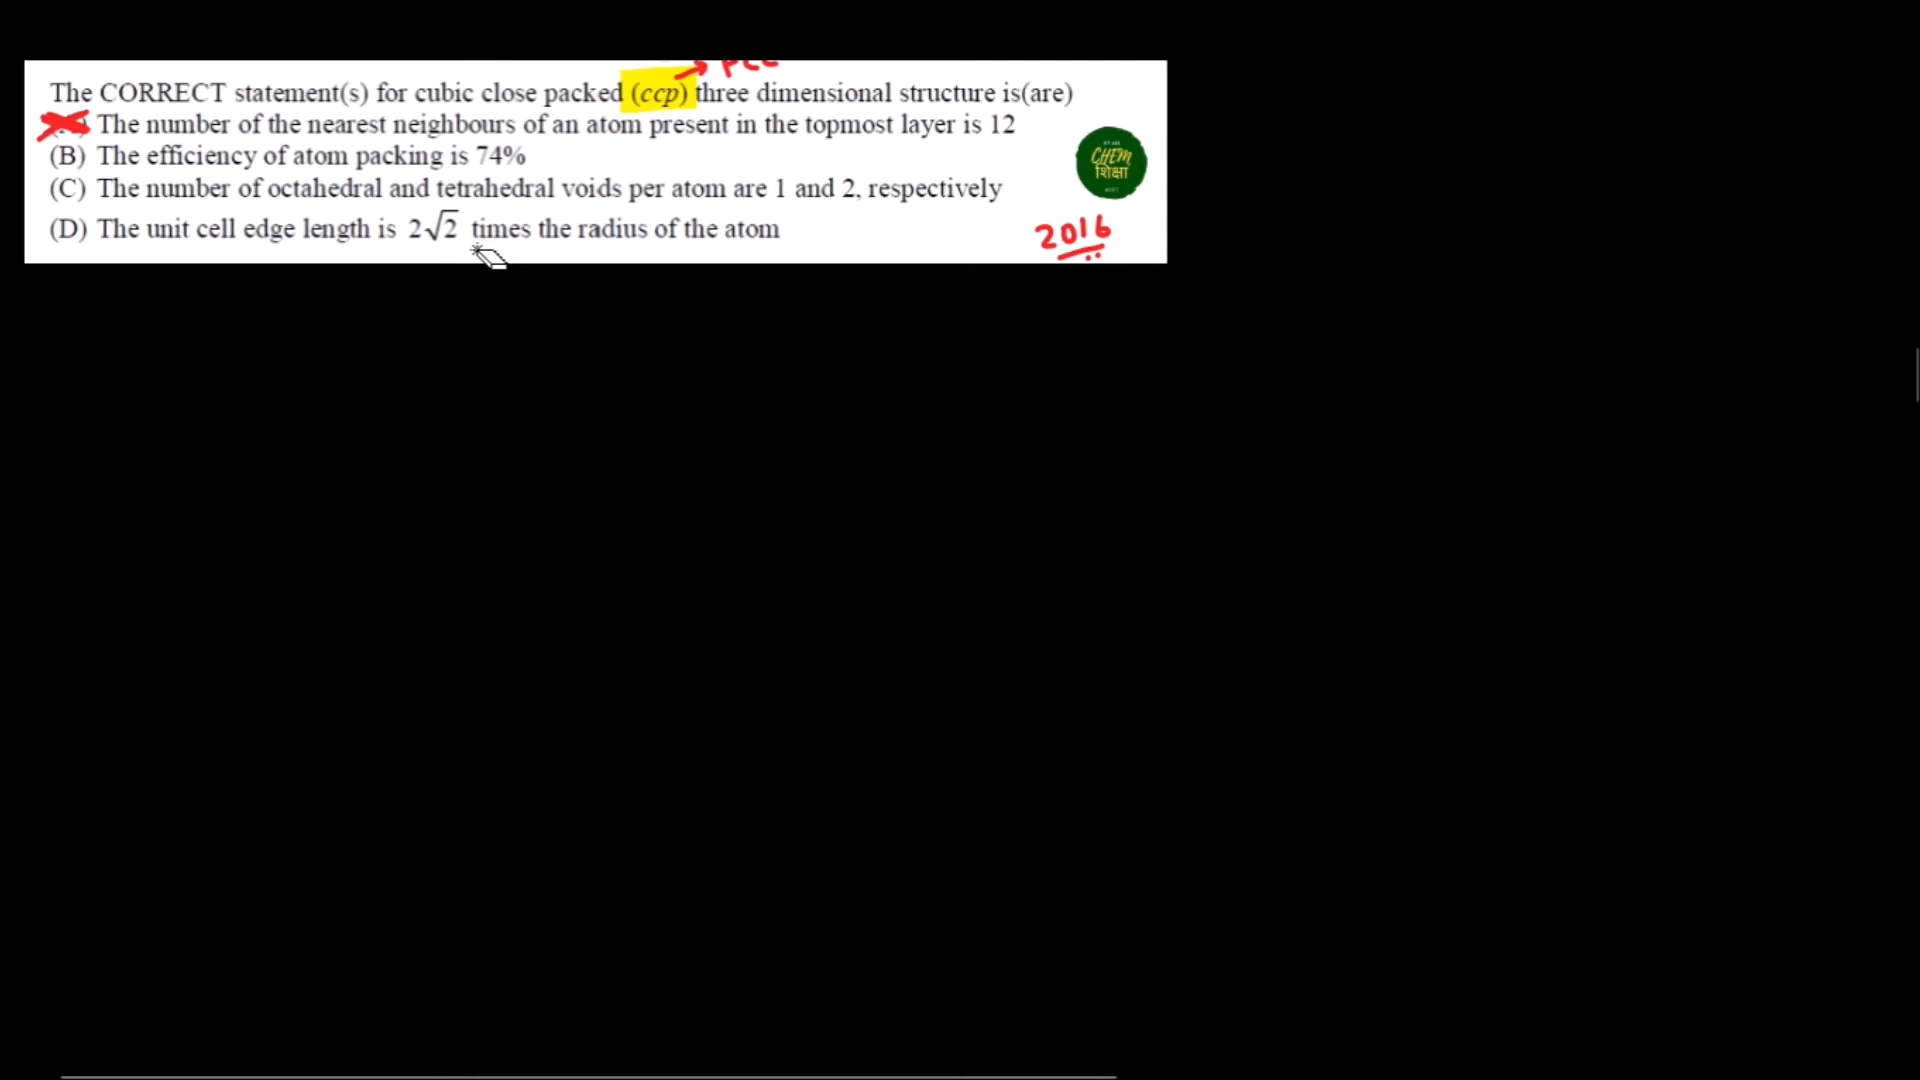 The CORRECT statement(s) for cubic close packed (ccp) three dimensional structure is(are)
The number of the nearest neighbours of an atom present in the topmost layer is 12
(B) The efficiency of atom packing is 74%
(C) The number of octahedral and tetrahedral voids per atom are 1 and 2, respectively
(D) The unit cell edge length is 2√2 times the radius of the atom
CHEM
शिक्षा
2016